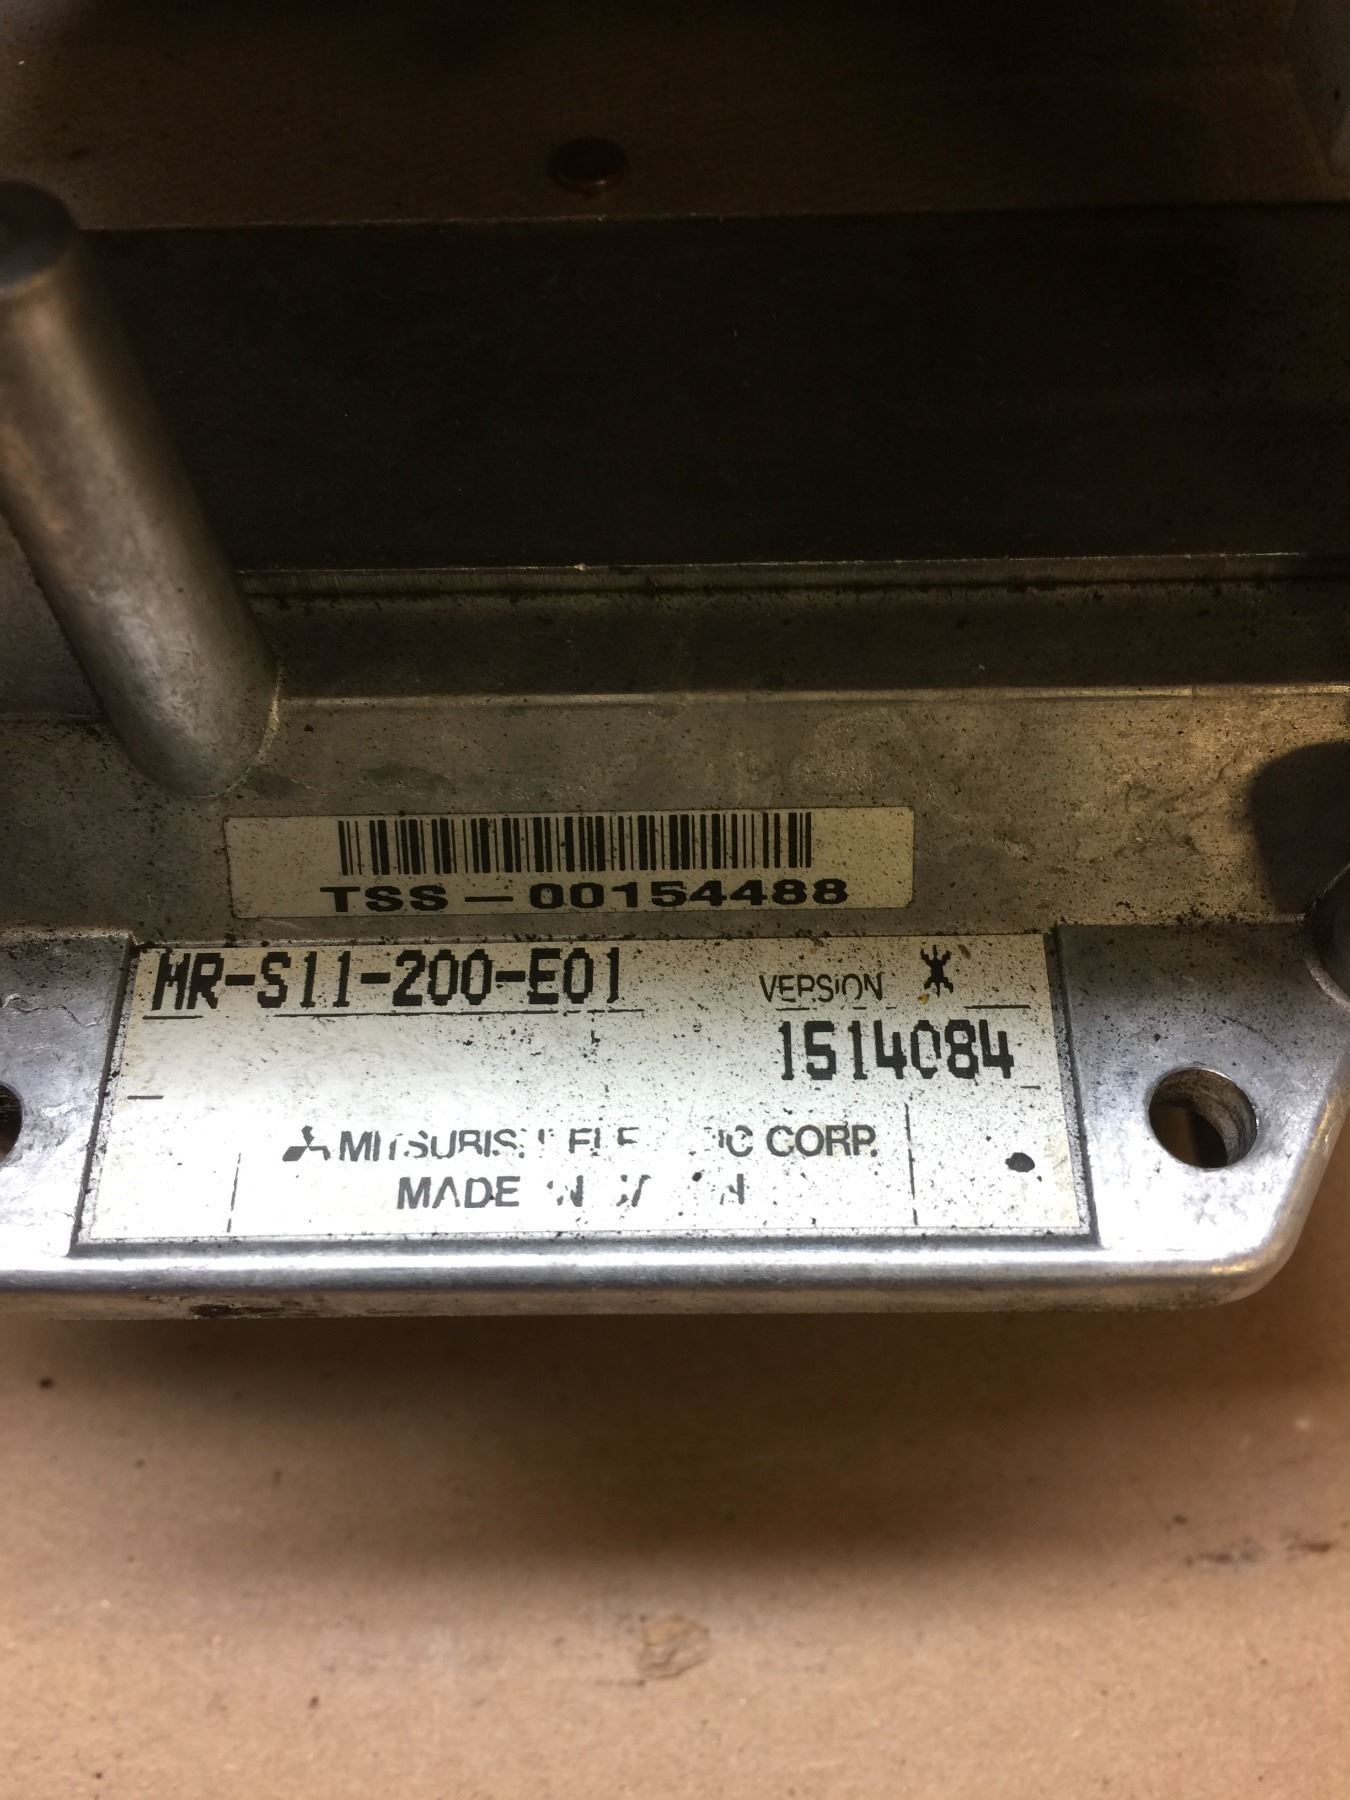 TSS-00154488
MR-S11-200-E01 VERSION *
1514084
CORP.
MADE